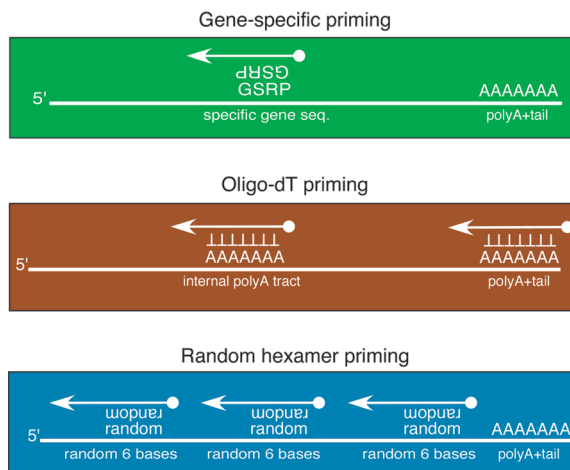 Gene-specific priming
GSRP
GSRP
AAAAAAA
5'
specific gene seq.
polyA+tail
Oligo-dT priming
TTTTTTT
TTTTTTT
AAAAAAA
AAAAAAA
5'
internal polyA tract
polyA+tail
Random hexamer priming
random
random
random
random
random
random
AAAAAAA
5'
random 6 bases
random 6 bases
random 6 bases
polyA+tail